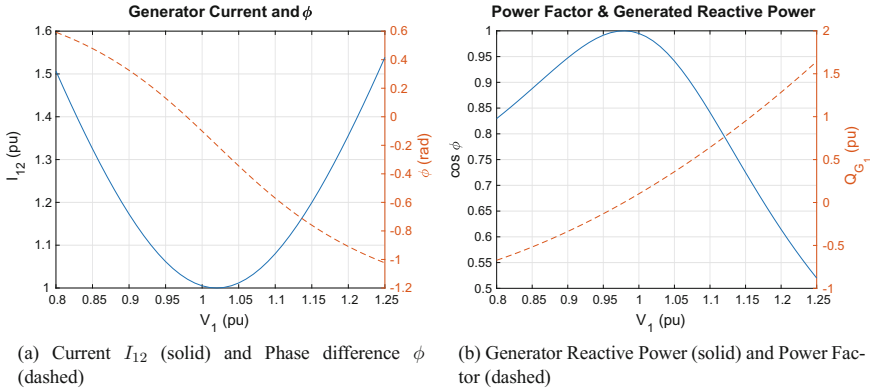 Generator Current and ϕ
1.6
1.5
1.4
1.3
1.2
1.1
1
I12 (pu)
0.6
0.4
0.2
0
-0.2
-0.4
-0.6
-0.8
-1
-1.2
ϕ (rad)
0.8 0.85 0.9 0.95 1 1.05 1.1 1.15 1.2 1.25
V1 (pu)
(a) Current I12 (solid) and Phase difference ϕ
(dashed)
Power Factor & Generated Reactive Power
1
0.95
0.9
0.85
0.8
0.75
0.7
0.65
0.6
0.55
0.5
cos ϕ
2
1.5
1
0.5
0
-0.5
-1
QG1 (pu)
0.8 0.85 0.9 0.95 1 1.05 1.1 1.15 1.2 1.25
V1 (pu)
(b) Generator Reactive Power (solid) and Power Fac-
tor (dashed)